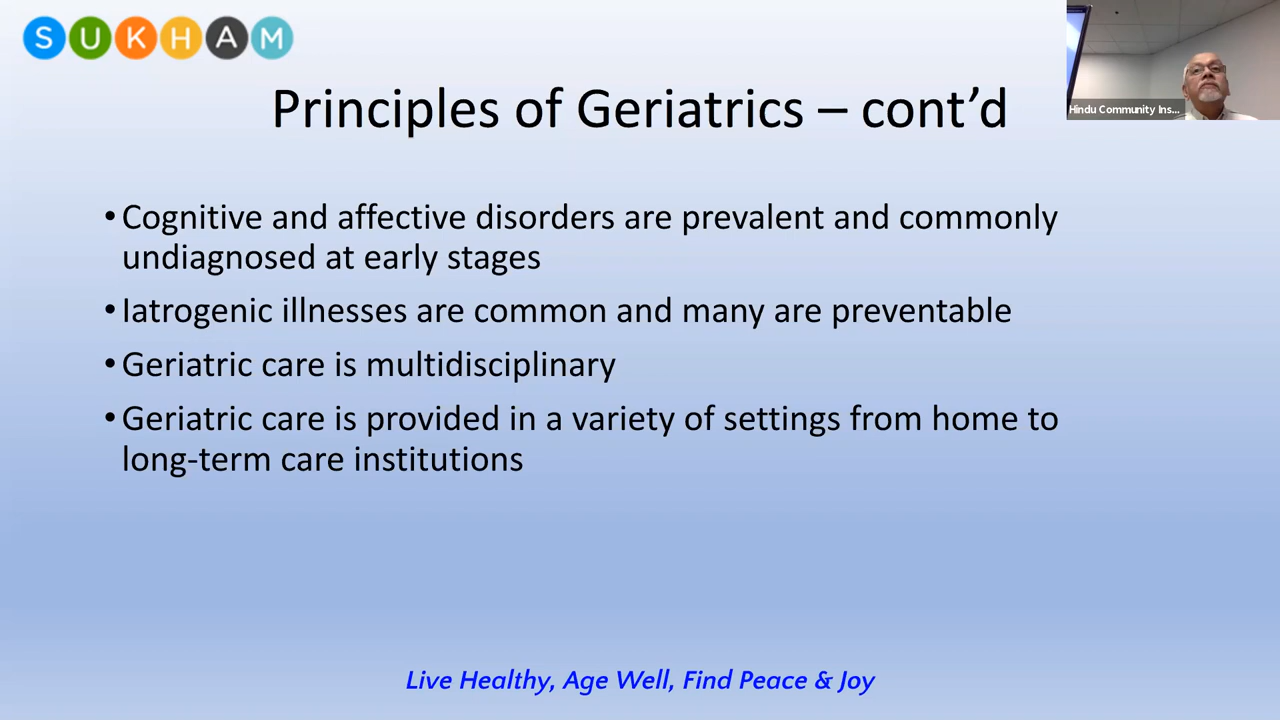 SUKHAM
Hindu Community Ins...
Principles of Geriatrics – cont’d
•Cognitive and affective disorders are prevalent and commonly
undiagnosed at early stages
•Iatrogenic illnesses are common and many are preventable
•Geriatric care is multidisciplinary
•Geriatric care is provided in a variety of settings from home to
long-term care institutions
Live Healthy, Age Well, Find Peace & Joy